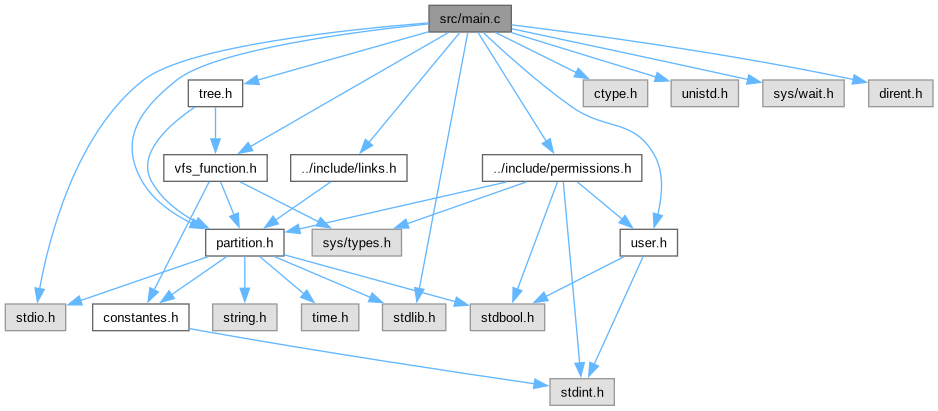 src/main.c
tree.h
ctype.h
unistd.h
sys/wait.h
dirent.h
vfs_function.h
../include/links.h
../include/permissions.h
partition.h
sys/types.h
user.h
stdio.h
constantes.h
string.h
time.h
stdlib.h
stdbool.h
stdint.h